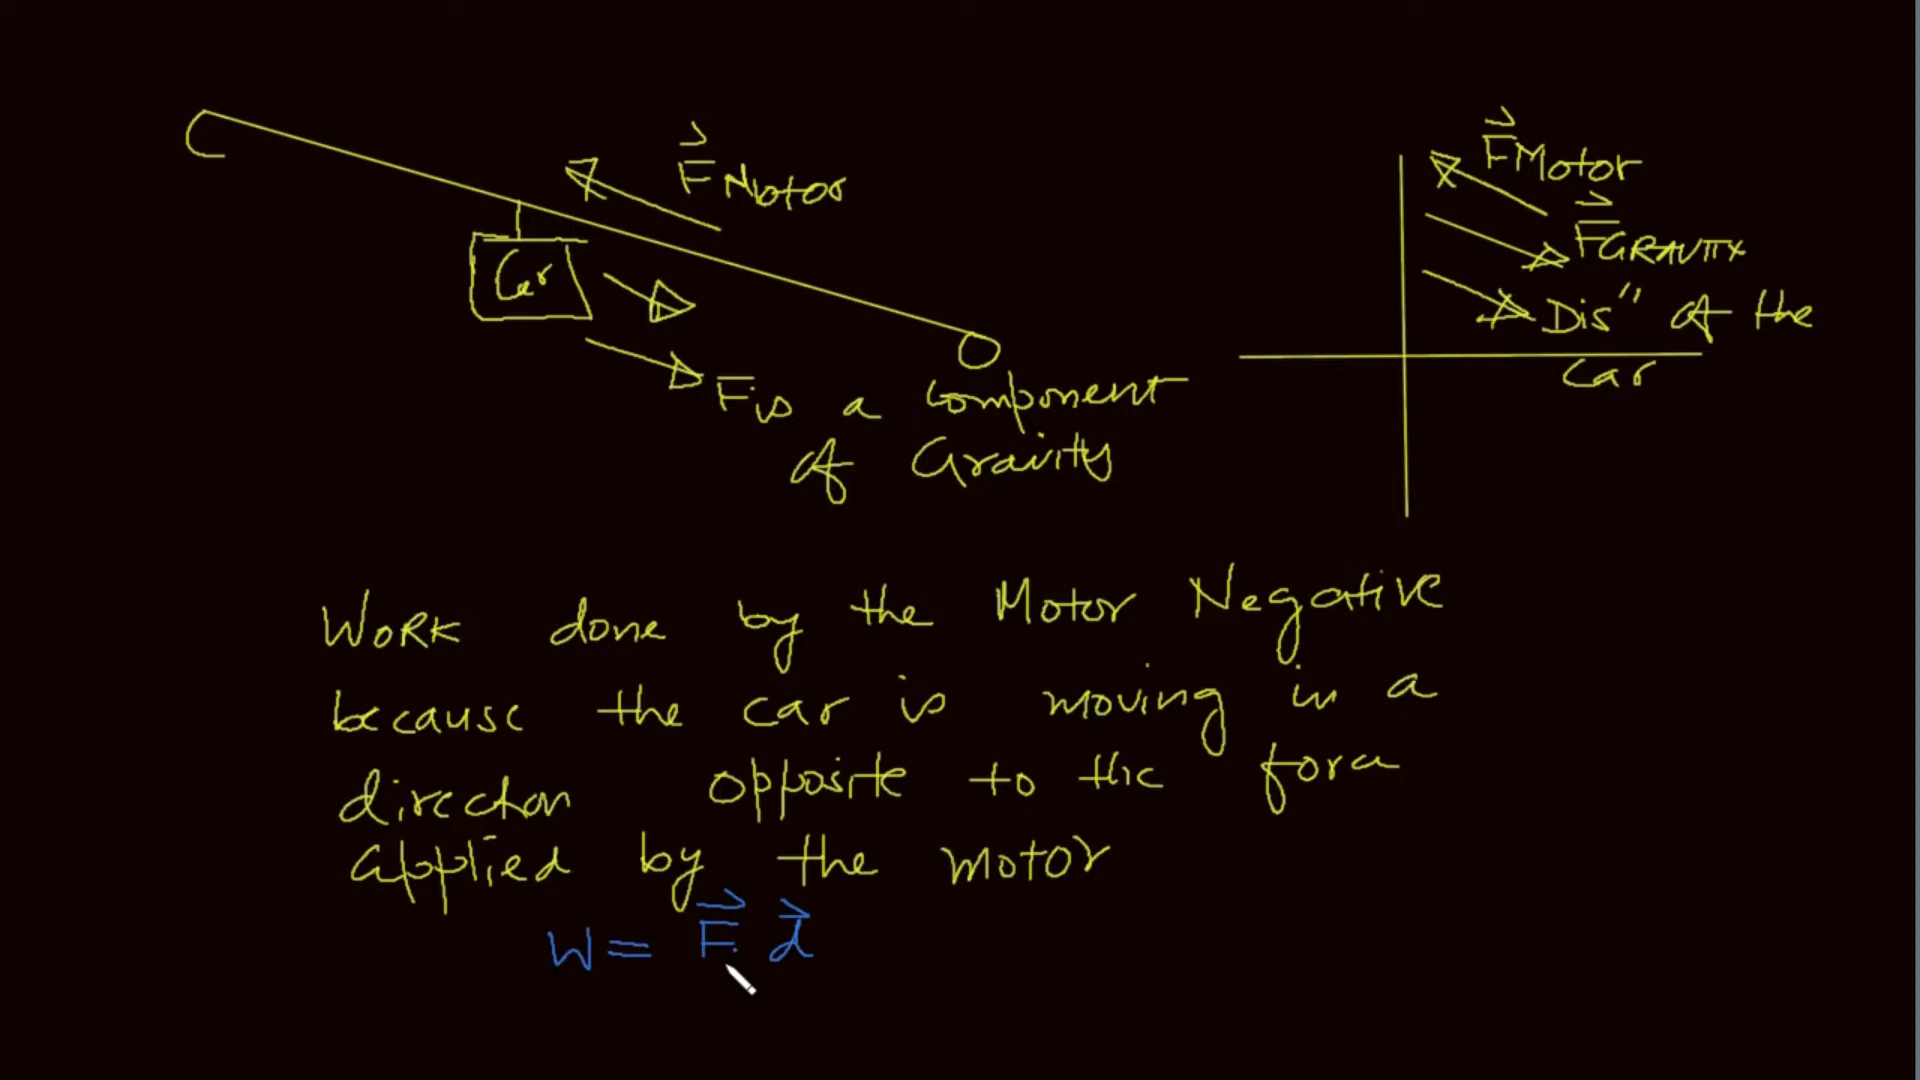 F Motor
Car
F is a component
of Gravity
F Motor
F GRAVITY
Dis" of the
Car
WORK done by the Motor Negative
because the car is moving in a
direction opposite to the force
applied by the motor
W = F . d